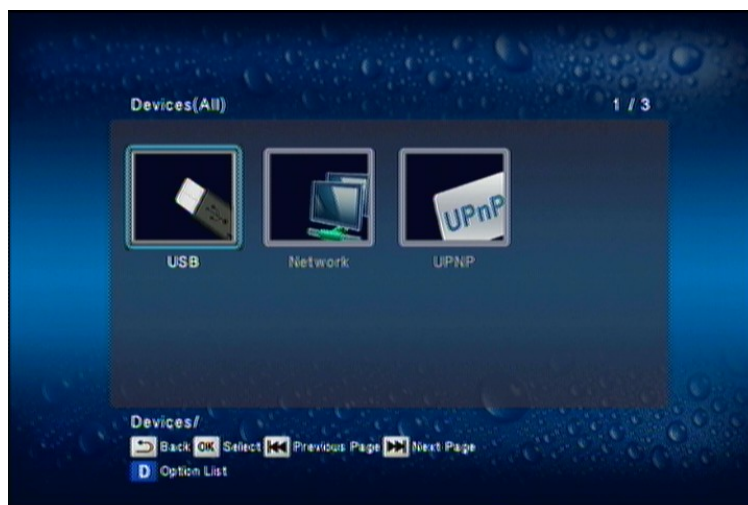 Devices(All) 1 / 3
UPnP
USB Network UPNP
Devices/
Back OK Select Previous Page Next Page
D Option List